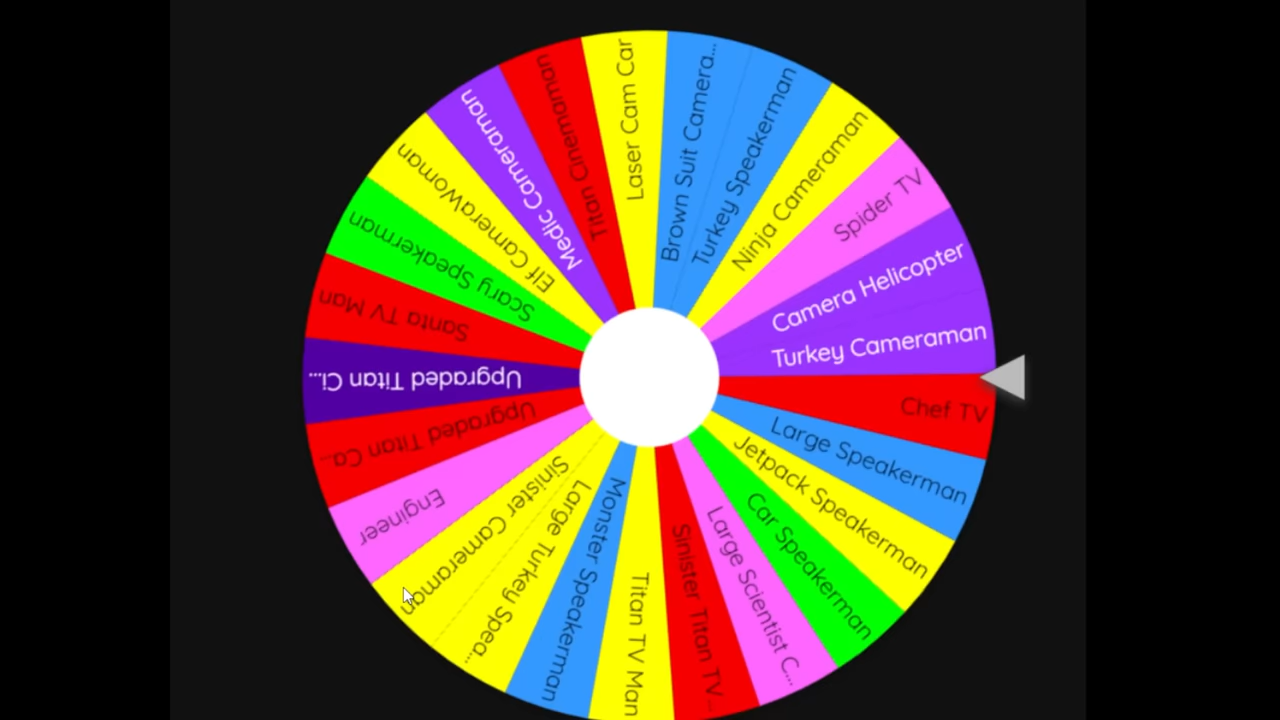 Laser Cam Car
Brown Suit Camera...
Turkey Speakerman
Ninja Cameraman
Spider TV
Camera Helicopter
Turkey Cameraman
Chef TV
Large Speakerman
Jetpack Speakerman
Car Speakerman
Large Scientist C...
Sinister Titan TV...
Titan TV Man
Monster Speakerman
Large Turkey Spea...
Sinister Cameraman
Engineer
Upgraded Titan Ca...
Upgraded Titan Ci...
Santa TV Man
Scary Speakerman
Elf CameraWoman
Medic Cameraman
Titan Cinemaman